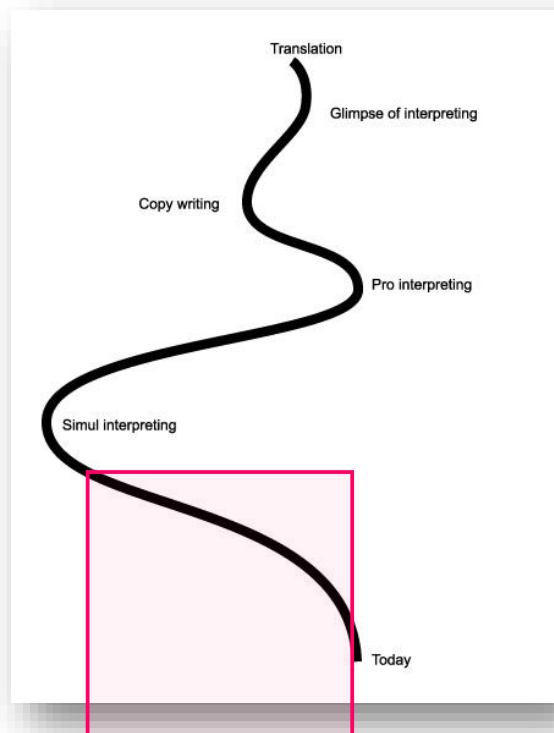 Translation
Glimpse of interpreting
Copy writing
Pro interpreting
Simul interpreting
Today